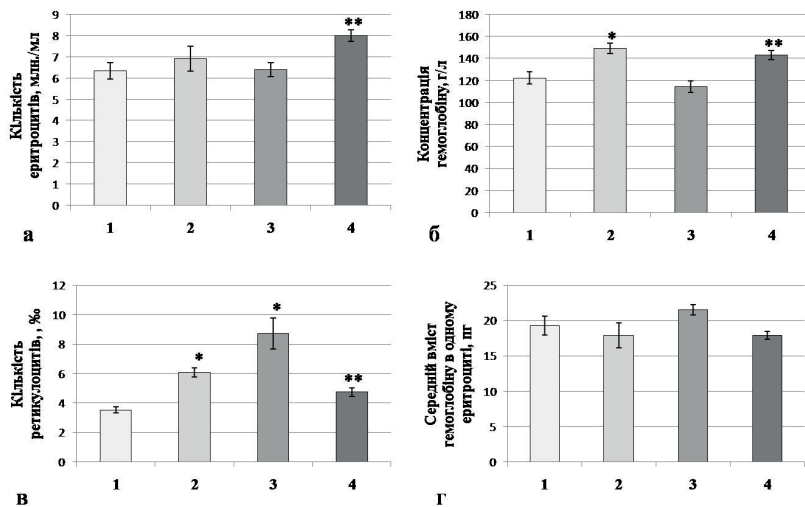 Кількість
еритроцитів, млн./мл
9
8
7
6
5
4
3
2
1
0
**
1 2 3 4
а
Концентрація
гемоглобіну, г/л
180
160
140
120
100
80
60
40
20
0
* **
1 2 3 4
б
Кількість
ретикулоцитів, , ‰
12
10
8
6
4
2
0
* * **
1 2 3 4
в
Середній вміст
гемоглобіну в одному
еритроциті, пг
25
20
15
10
5
0
1 2 3 4
г